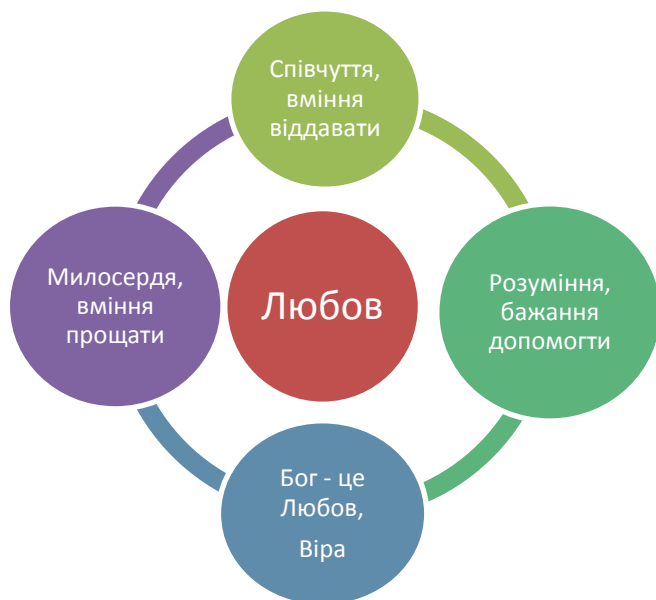 Співчуття,
вміння
віддавати
Милосердя,
вміння
прощати
Любов
Розуміння,
бажання
допомогти
Бог - це
Любов,
Віра